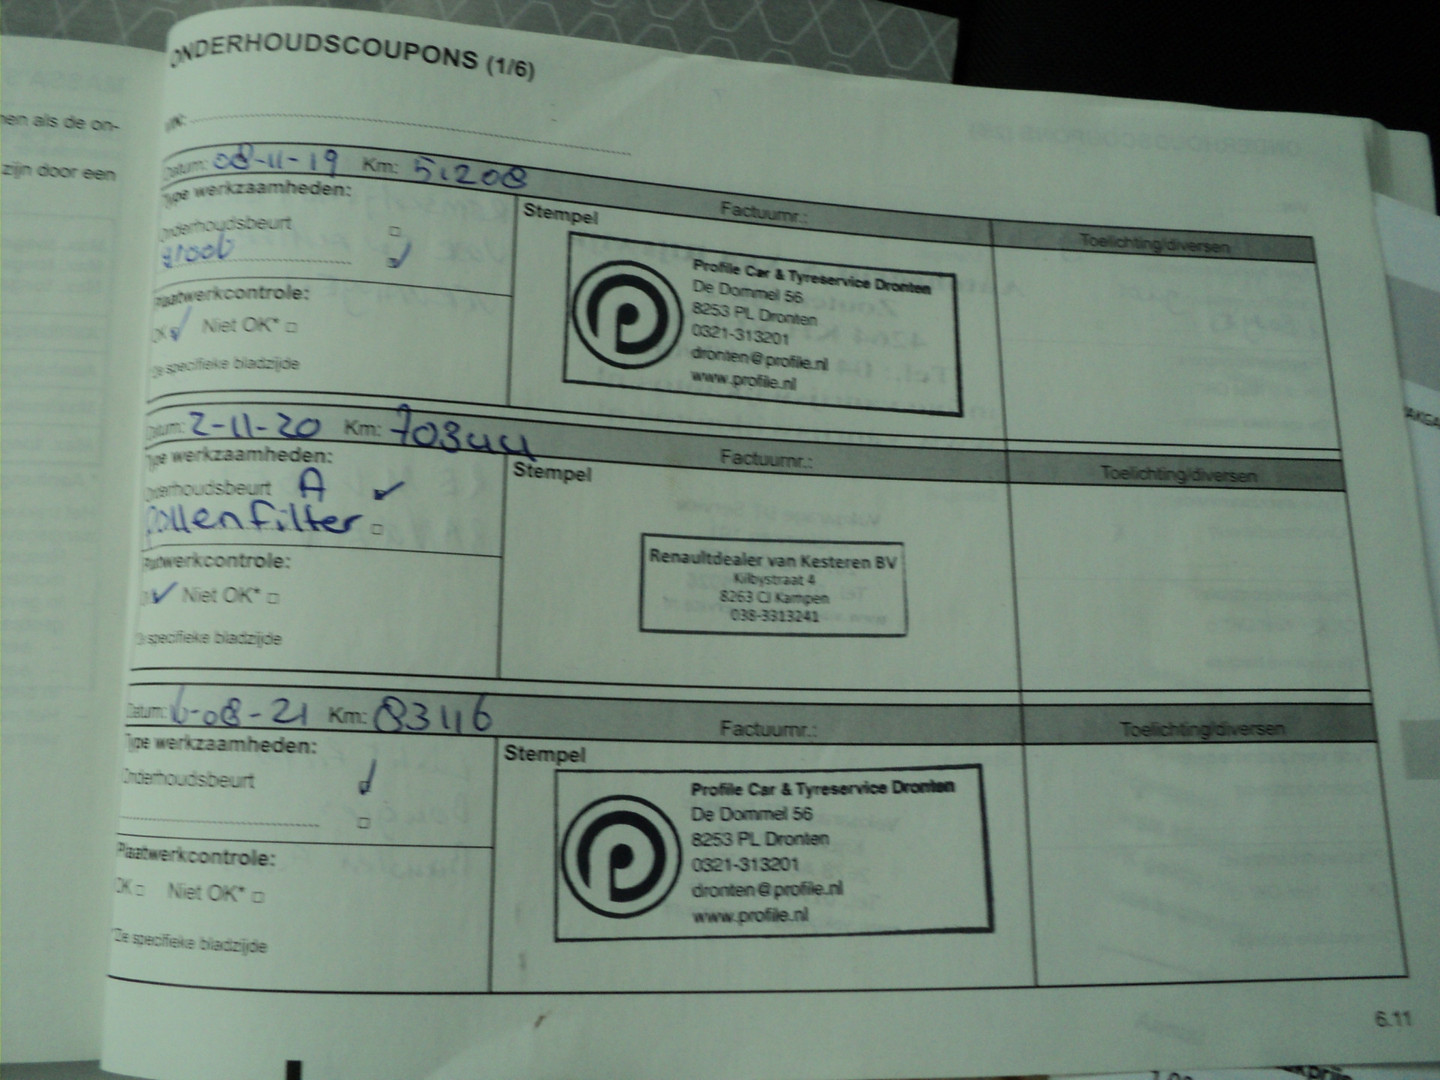 nen als de on-
zijn door een
ONDERHOUDSCOUPONS (1/6)
Datum: 08-11-19 Km: 51208
Factuurnr.:
Toelichting/diversen
Type werkzaamheden:
Onderhoudsbeurt
groot
Plaatwerkcontrole:
OK Niet OK*
*Zie specifieke bladzijde
Stempel
Profile Car & Tyreservice Dronten
De Dommel 56
8253 PL Dronten
0321-313201
dronten@profile.nl
www.profile.nl
Datum: 2-11-20 Km: 70344
Factuurnr.:
Toelichting/diversen
Type werkzaamheden:
Onderhoudsbeurt A
Pollenfilter
Plaatwerkcontrole:
Niet OK*
*Zie specifieke bladzijde
Stempel
Renaultdealer van Kesteren BV
Kilbystraat 4
8263 CJ Kampen
038-3313241
Datum: 6-08-21 Km: 83116
Factuurnr.:
Toelichting/diversen
Type werkzaamheden:
Onderhoudsbeurt
Plaatwerkcontrole:
OK Niet OK*
*Zie specifieke bladzijde
Stempel
Profile Car & Tyreservice Dronten
De Dommel 56
8253 PL Dronten
0321-313201
dronten@profile.nl
www.profile.nl
6.11